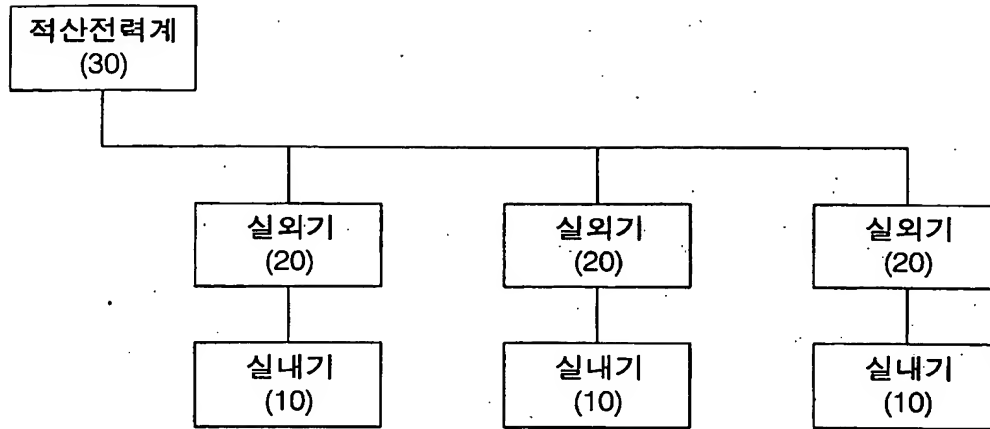 적산전력계
(30)
실외기
(20)
실외기
(20)
실외기
(20)
실내기
(10)
실내기
(10)
실내기
(10)